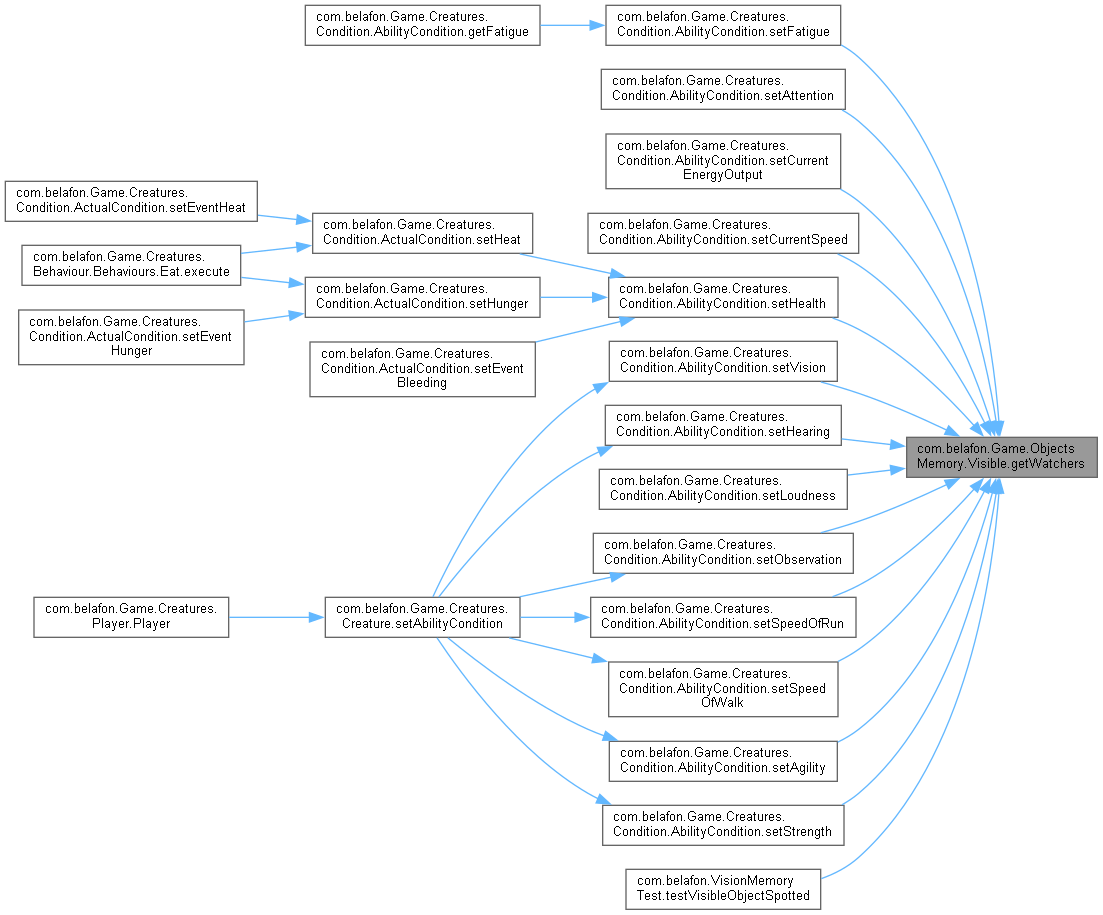 com.belafon.Game.Creatures.
Condition.AbilityCondition.getFatigue
com.belafon.Game.Creatures.
Condition.AbilityCondition.setFatigue
com.belafon.Game.Creatures.
Condition.AbilityCondition.setAttention
com.belafon.Game.Creatures.
Condition.AbilityCondition.setCurrent
EnergyOutput
com.belafon.Game.Creatures.
Condition.ActualCondition.setEventHeat
com.belafon.Game.Creatures.
Condition.ActualCondition.setHeat
com.belafon.Game.Creatures.
Condition.AbilityCondition.setCurrentSpeed
com.belafon.Game.Creatures.
Behaviour.Behaviours.Eat.execute
com.belafon.Game.Creatures.
Condition.ActualCondition.setHunger
com.belafon.Game.Creatures.
Condition.AbilityCondition.setHealth
com.belafon.Game.Creatures.
Condition.ActualCondition.setEvent
Hunger
com.belafon.Game.Creatures.
Condition.ActualCondition.setEvent
Bleeding
com.belafon.Game.Creatures.
Condition.AbilityCondition.setVision
com.belafon.Game.Creatures.
Condition.AbilityCondition.setHearing
com.belafon.Game.Objects
Memory.Visible.getWatchers
com.belafon.Game.Creatures.
Condition.AbilityCondition.setLoudness
com.belafon.Game.Creatures.
Condition.AbilityCondition.setObservation
com.belafon.Game.Creatures.
Player.Player
com.belafon.Game.Creatures.
Creature.setAbilityCondition
com.belafon.Game.Creatures.
Condition.AbilityCondition.setSpeedOfRun
com.belafon.Game.Creatures.
Condition.AbilityCondition.setSpeed
OfWalk
com.belafon.Game.Creatures.
Condition.AbilityCondition.setAgility
com.belafon.Game.Creatures.
Condition.AbilityCondition.setStrength
com.belafon.VisionMemory
Test.testVisibleObjectSpotted